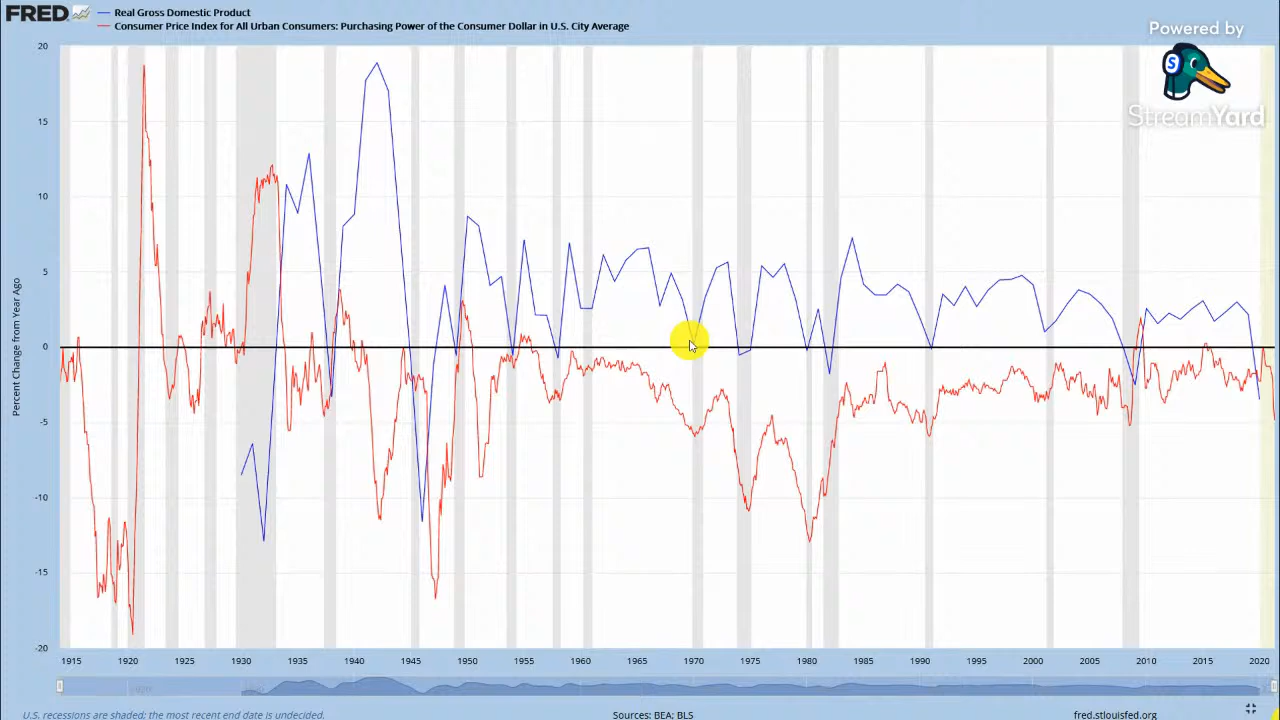 FRED
Real Gross Domestic Product
Consumer Price Index for All Urban Consumers: Purchasing Power of the Consumer Dollar in U.S. City Average
Powered by
S
StreamYard
Percent Change from Year Ago
20
15
10
5
0
-5
-10
-15
-20
1915 1920 1925 1930 1935 1940 1945 1950 1955 1960 1965 1970 1975 1980 1985 1990 1995 2000 2005 2010 2015 2020
U.S. recessions are shaded; the most recent end date is undecided.
Sources: BEA; BLS
fred.stlouisfed.org